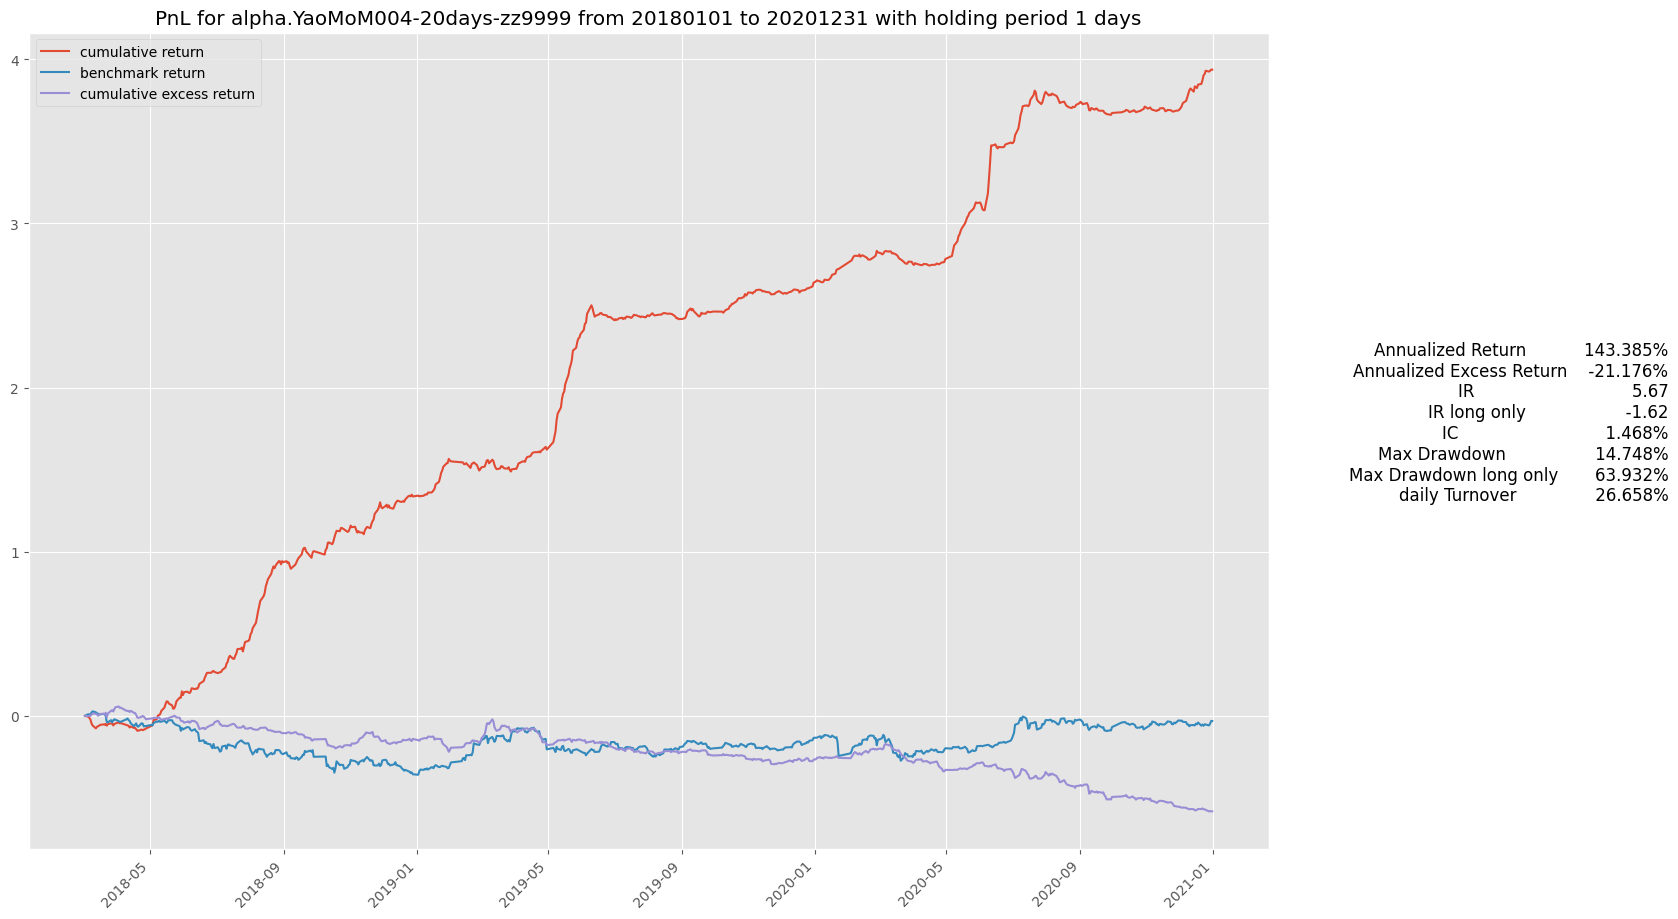 PnL for alpha.YaoMoM004-20days-zz9999 from 20180101 to 20201231 with holding period 1 days
cumulative return
benchmark return
cumulative excess return
4
3
2
1
0
2018-05
2018-09
2019-01
2019-05
2019-09
2020-01
2020-05
2020-09
2021-01
Annualized Return 143.385%
Annualized Excess Return -21.176%
IR 5.67
IR long only -1.62
IC 1.468%
Max Drawdown 14.748%
Max Drawdown long only 63.932%
daily Turnover 26.658%